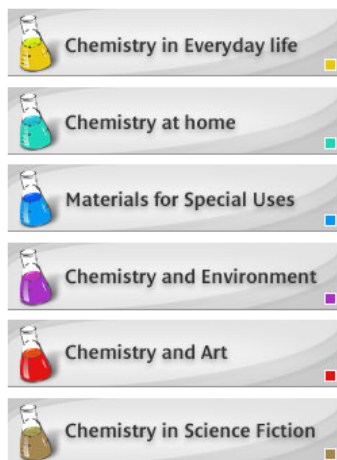 Chemistry in Everyday life
Chemistry at home
Materials for Special Uses
Chemistry and Environment
Chemistry and Art
Chemistry in Science Fiction